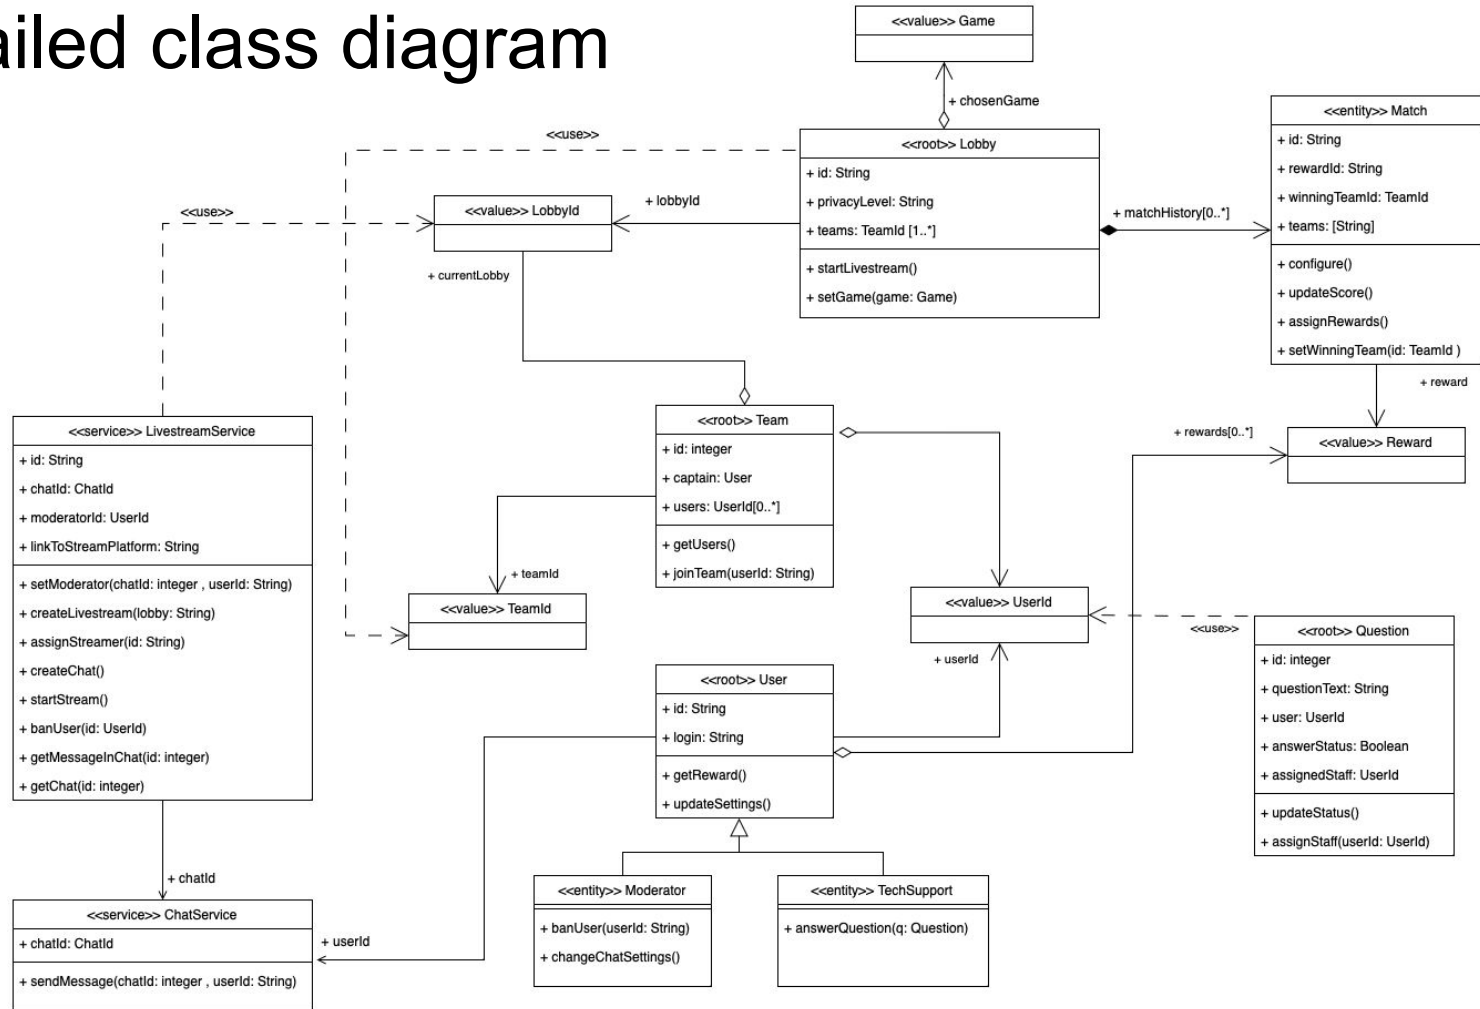 ailed class diagram
<<value>> Game
+ chosenGame
<<use>>
<<root>> Lobby
+ id: String
+ privacyLevel: String
+ teams: TeamId [1..*]
+ startLivestream()
+ setGame(game: Game)
<<entity>> Match
+ id: String
+ rewardId: String
+ winningTeamId: TeamId
+ teams: [String]
+ configure()
+ updateScore()
+ assignRewards()
+ setWinningTeam(id: TeamId )
+ matchHistory[0..*]
<<use>>
<<value>> LobbyId
+ lobbyId
+ currentLobby
+ reward
<<value>> Reward
+ rewards[0..*]
<<root>> Team
+ id: integer
+ captain: User
+ users: UserId[0..*]
+ getUsers()
+ joinTeam(userId: String)
<<service>> LivestreamService
+ id: String
+ chatId: ChatId
+ moderatorId: UserId
+ linkToStreamPlatform: String
+ setModerator(chatId: integer , userId: String)
+ createLivestream(lobby: String)
+ assignStreamer(id: String)
+ createChat()
+ startStream()
+ banUser(id: UserId)
+ getMessageInChat(id: integer)
+ getChat(id: integer)
+ teamId
<<value>> TeamId
<<value>> UserId
<<use>>
+ userId
<<root>> Question
+ id: integer
+ questionText: String
+ user: UserId
+ answerStatus: Boolean
+ assignedStaff: UserId
+ updateStatus()
+ assignStaff(userId: UserId)
<<root>> User
+ id: String
+ login: String
+ getReward()
+ updateSettings()
+ chatId
<<service>> ChatService
+ chatId: ChatId
+ sendMessage(chatId: integer , userId: String)
+ userId
<<entity>> Moderator
+ banUser(userId: String)
+ changeChatSettings()
<<entity>> TechSupport
+ answerQuestion(q: Question)